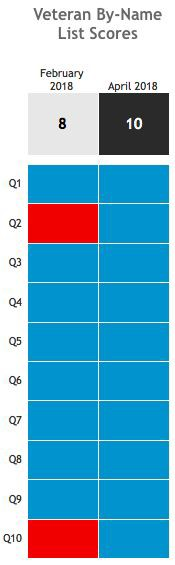 Veteran By-Name
List Scores
February
2018
April 2018
8
10
Q1
Q2
Q3
Q4
Q5
Q6
Q7
Q8
Q9
Q10